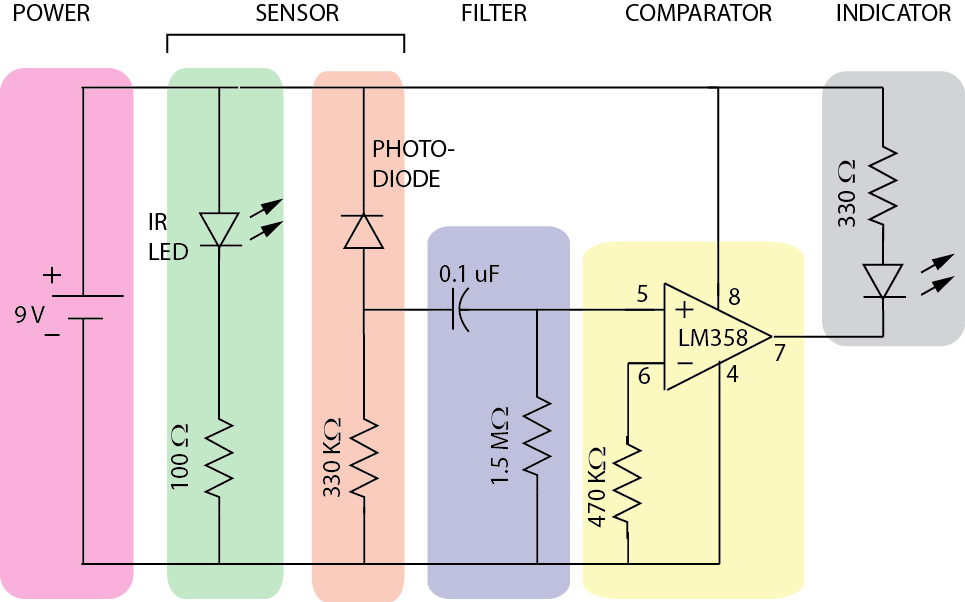 POWER
SENSOR
FILTER
COMPARATOR
INDICATOR
PHOTO-
DIODE
IR
LED
+
9 V
−
100 Ω
330 KΩ
0.1 uF
1.5 MΩ
5
+
8
LM358
7
−
6
4
470 KΩ
330 Ω